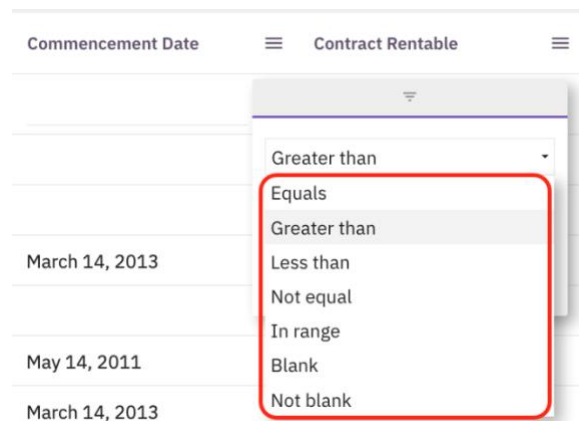 Commencement Date
Contract Rentable
Greater than
Equals
Greater than
Less than
March 14, 2013
Not equal
In range
May 14, 2011
Blank
Not blank
March 14, 2013